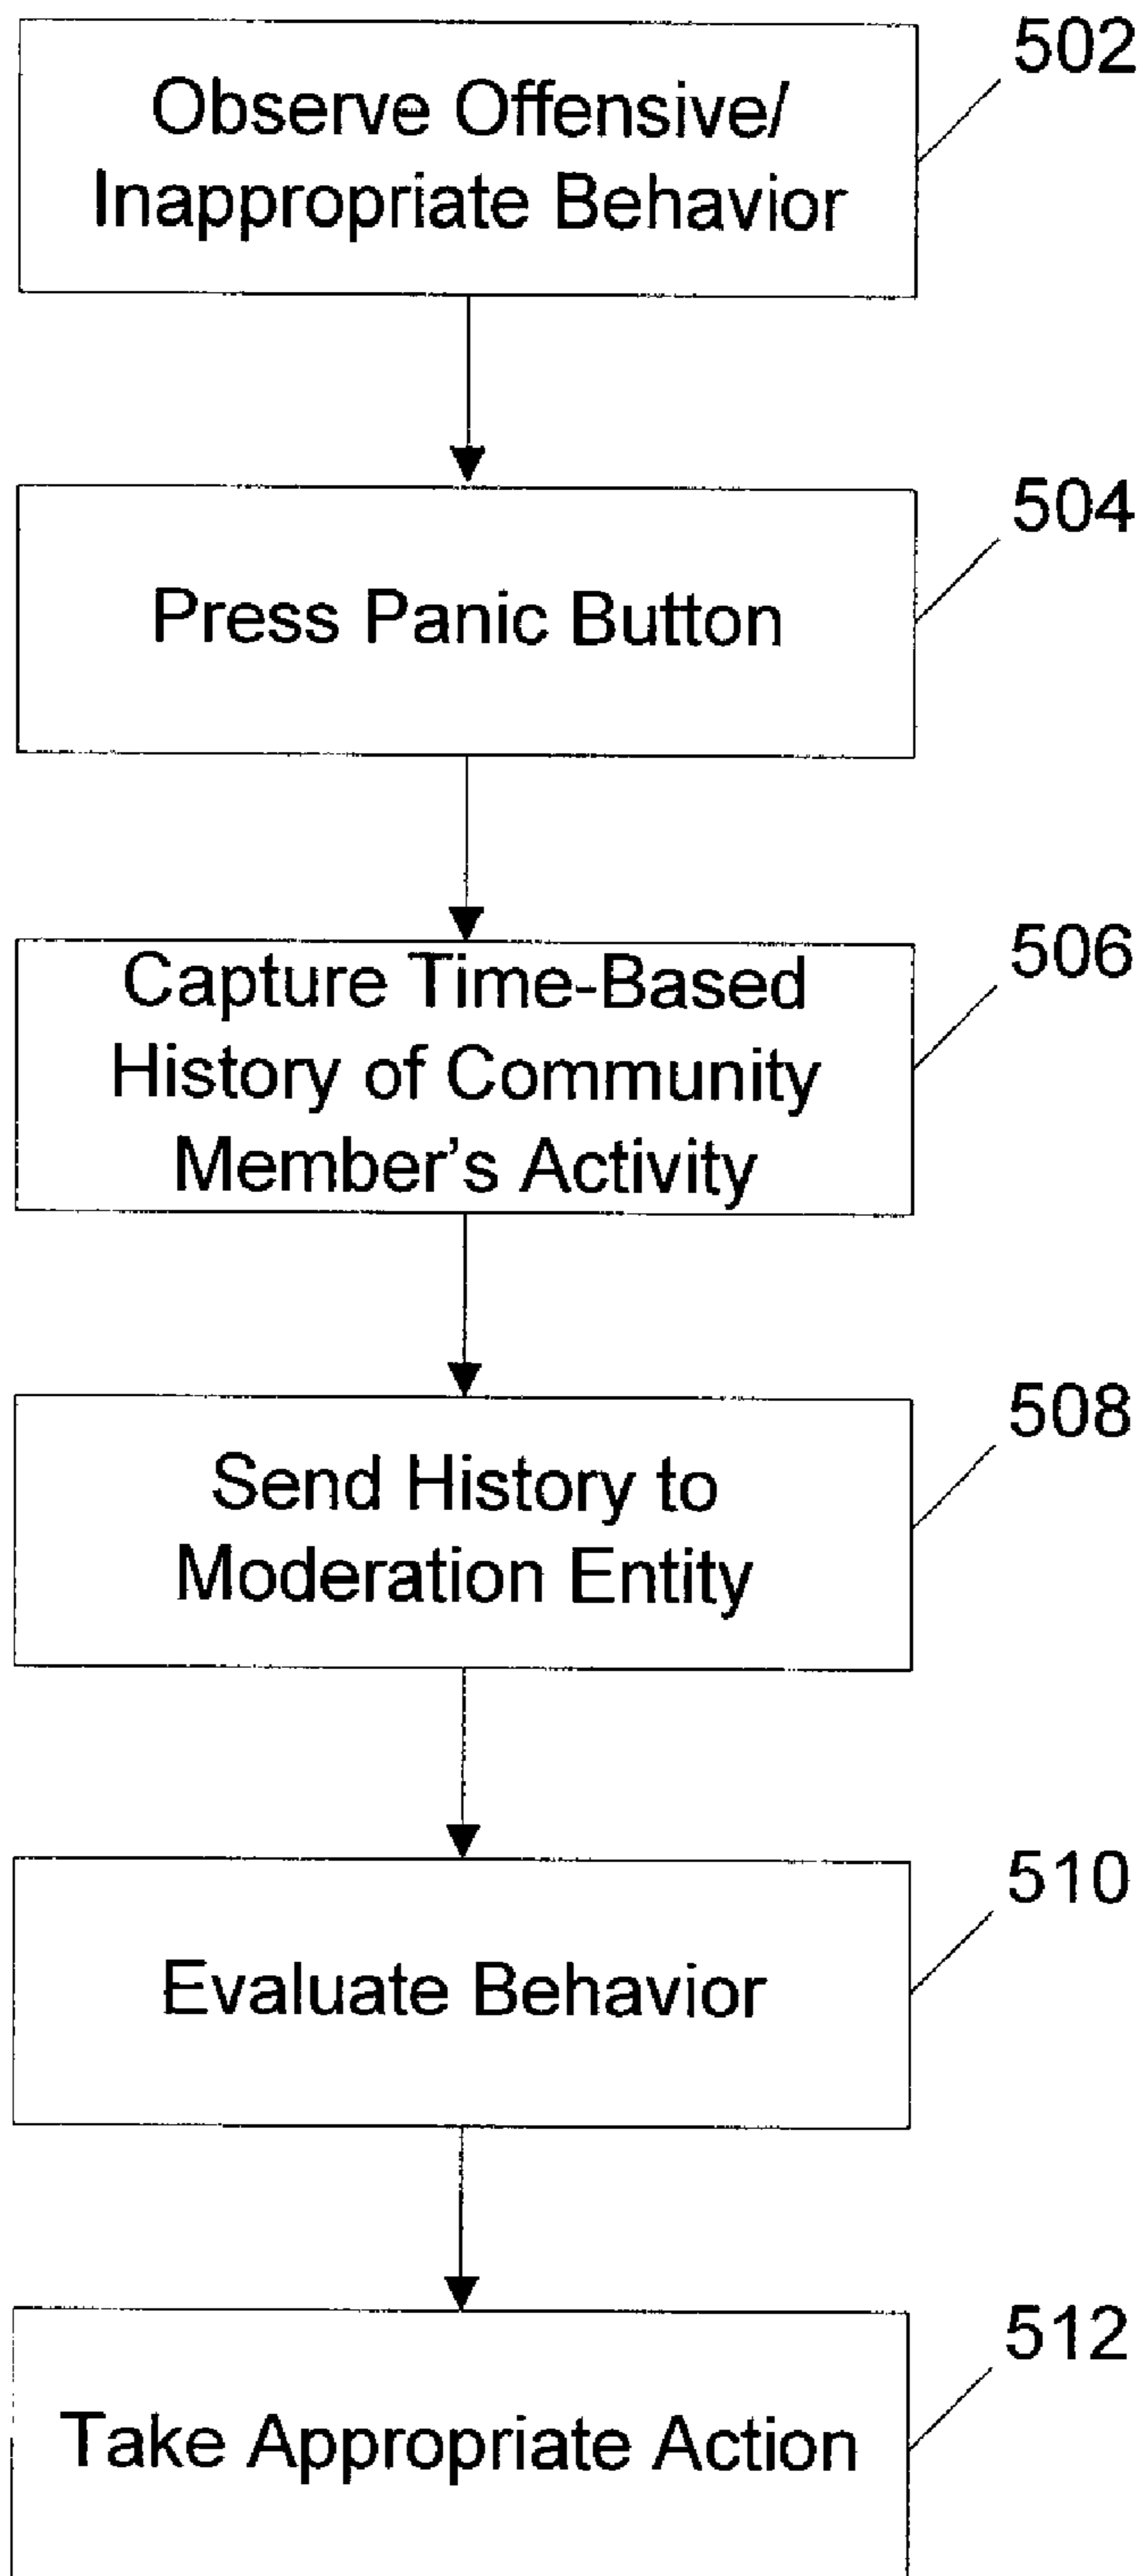 502
Observe Offensive/
Inappropriate Behavior
504
Press Panic Button
506
Capture Time-Based
History of Community
Member's Activity
508
Send History to
Moderation Entity
510
Evaluate Behavior
512
Take Appropriate Action